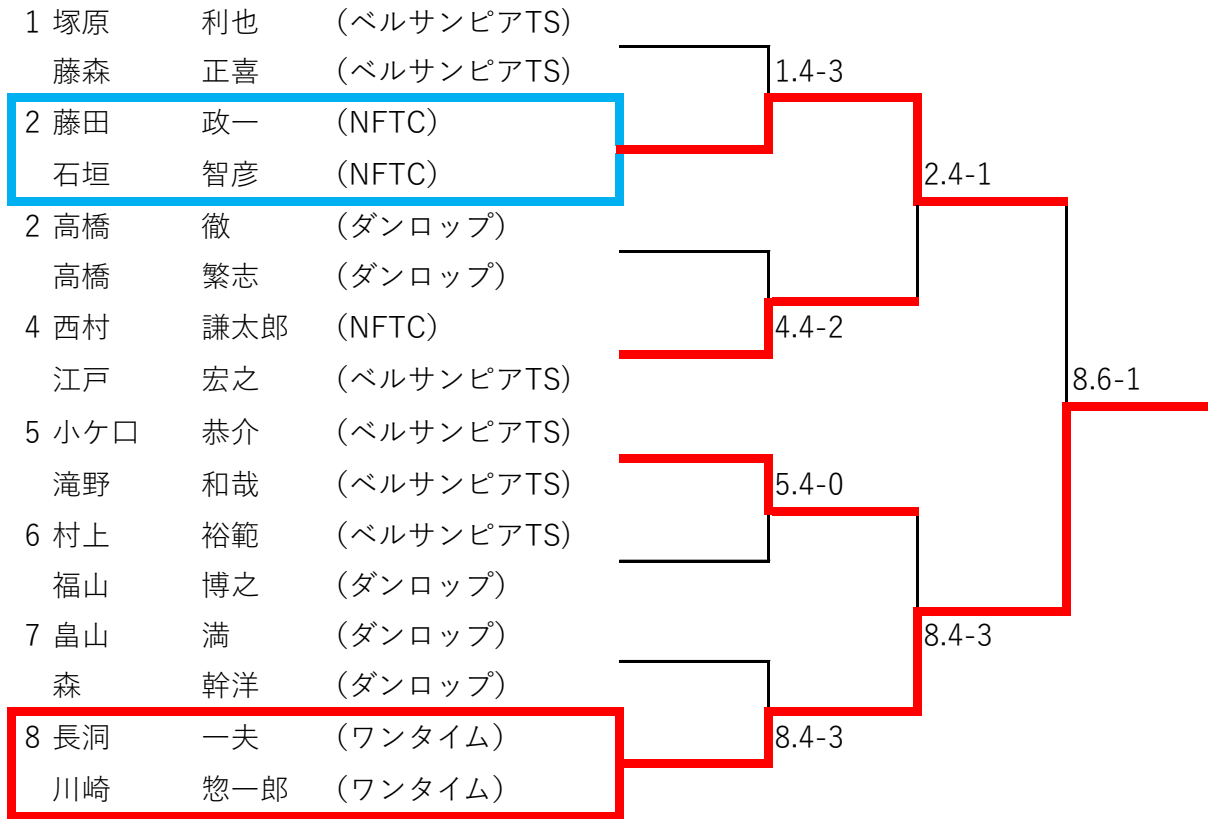 1 塚原 利也 (ベルサンピアTS)
藤森 正喜 (ベルサンピアTS)
1.4-3
2 藤田 政一 (NFTC)
石垣 智彦 (NFTC)
2.4-1
2 高橋 徹 (ダンロップ)
高橋 繁志 (ダンロップ)
4 西村 謙太郎 (NFTC)
4.4-2
江戸 宏之 (ベルサンピアTS)
8.6-1
5 小ケ口 恭介 (ベルサンピアTS)
滝野 和哉 (ベルサンピアTS)
5.4-0
6 村上 裕範 (ベルサンピアTS)
福山 博之 (ダンロップ)
7 畠山 満 (ダンロップ)
8.4-3
森 幹洋 (ダンロップ)
8 長洞 一夫 (ワンタイム)
8.4-3
川崎 惣一郎 (ワンタイム)